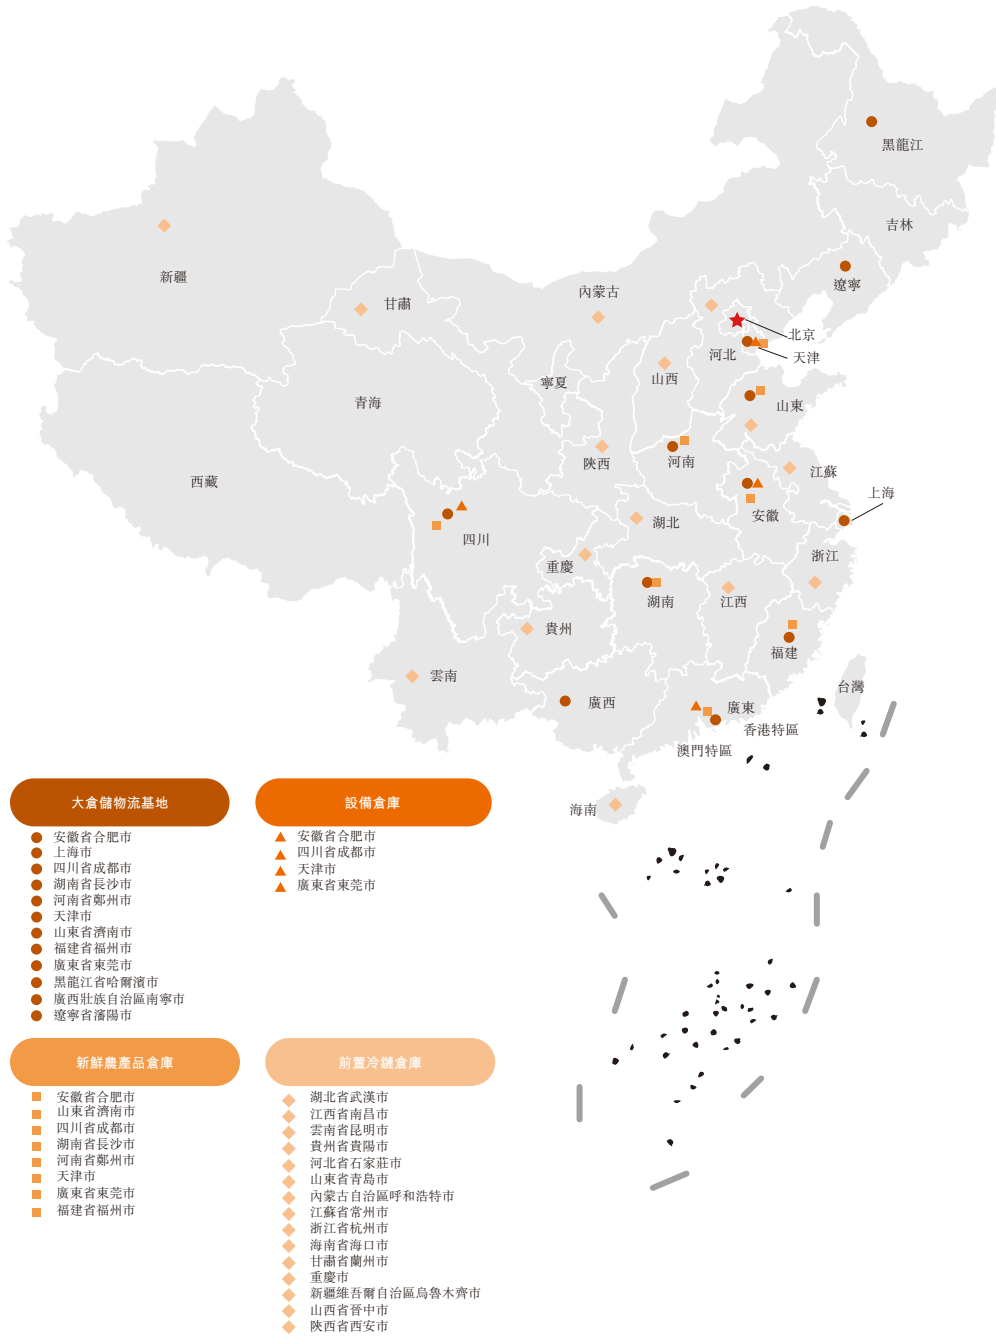 黑龍江
吉林
遼寧
新疆
內蒙古
甘肅
北京
河北
天津
寧夏
山西
青海
山東
陝西
河南
江蘇
西藏
上海
安徽
湖北
四川
浙江
重慶
湖南
江西
貴州
福建
雲南
台灣
廣西
廣東
香港特區
澳門特區
海南
大倉儲物流基地
安徽省合肥市
上海市
四川省成都市
湖南省長沙市
河南省鄭州市
天津市
山東省濟南市
福建省福州市
廣東省東莞市
黑龍江省哈爾濱市
廣西壯族自治區南寧市
遼寧省瀋陽市
設備倉庫
安徽省合肥市
四川省成都市
天津市
廣東省東莞市
新鮮農產品倉庫
安徽省合肥市
山東省濟南市
四川省成都市
湖南省長沙市
河南省鄭州市
天津市
廣東省東莞市
福建省福州市
前置冷鏈倉庫
湖北省武漢市
江西省南昌市
雲南省昆明市
貴州省貴陽市
河北省石家莊市
山東省青島市
內蒙古自治區呼和浩特市
江蘇省常州市
浙江省杭州市
海南省海口市
甘肅省蘭州市
重慶市
新疆維吾爾自治區烏魯木齊市
山西省晉中市
陝西省西安市